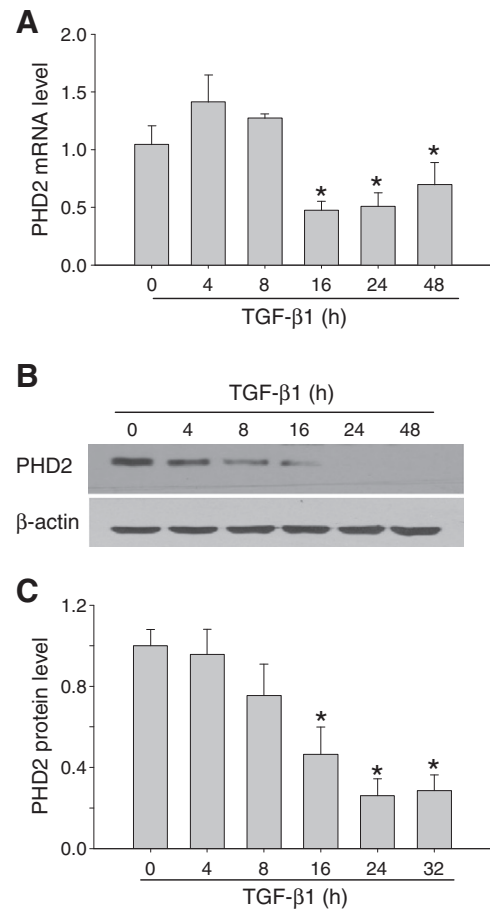 A
2.0
1.5
1.0
0.5
0.0
PHD2 mRNA level
* * *
0 4 8 16 24 48
TGF-β1 (h)
B
TGF-β1 (h)
0 4 8 16 24 48
PHD2
β-actin
C
1.2
0.8
0.4
0.0
PHD2 protein level
* * *
0 4 8 16 24 32
TGF-β1 (h)